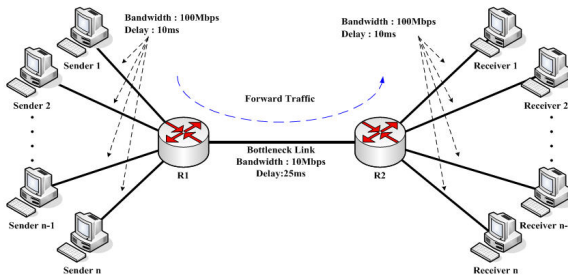 Bandwidth : 100Mbps
Delay : 10ms
Bandwidth : 100Mbps
Delay : 10ms
Sender 1
Receiver 1
Sender 2
Forward Traffic
Receiver 2
Bottleneck Link
Bandwidth : 10Mbps
Delay:25ms
R1
R2
Sender n-1
Receiver n-
Sender n
Receiver n